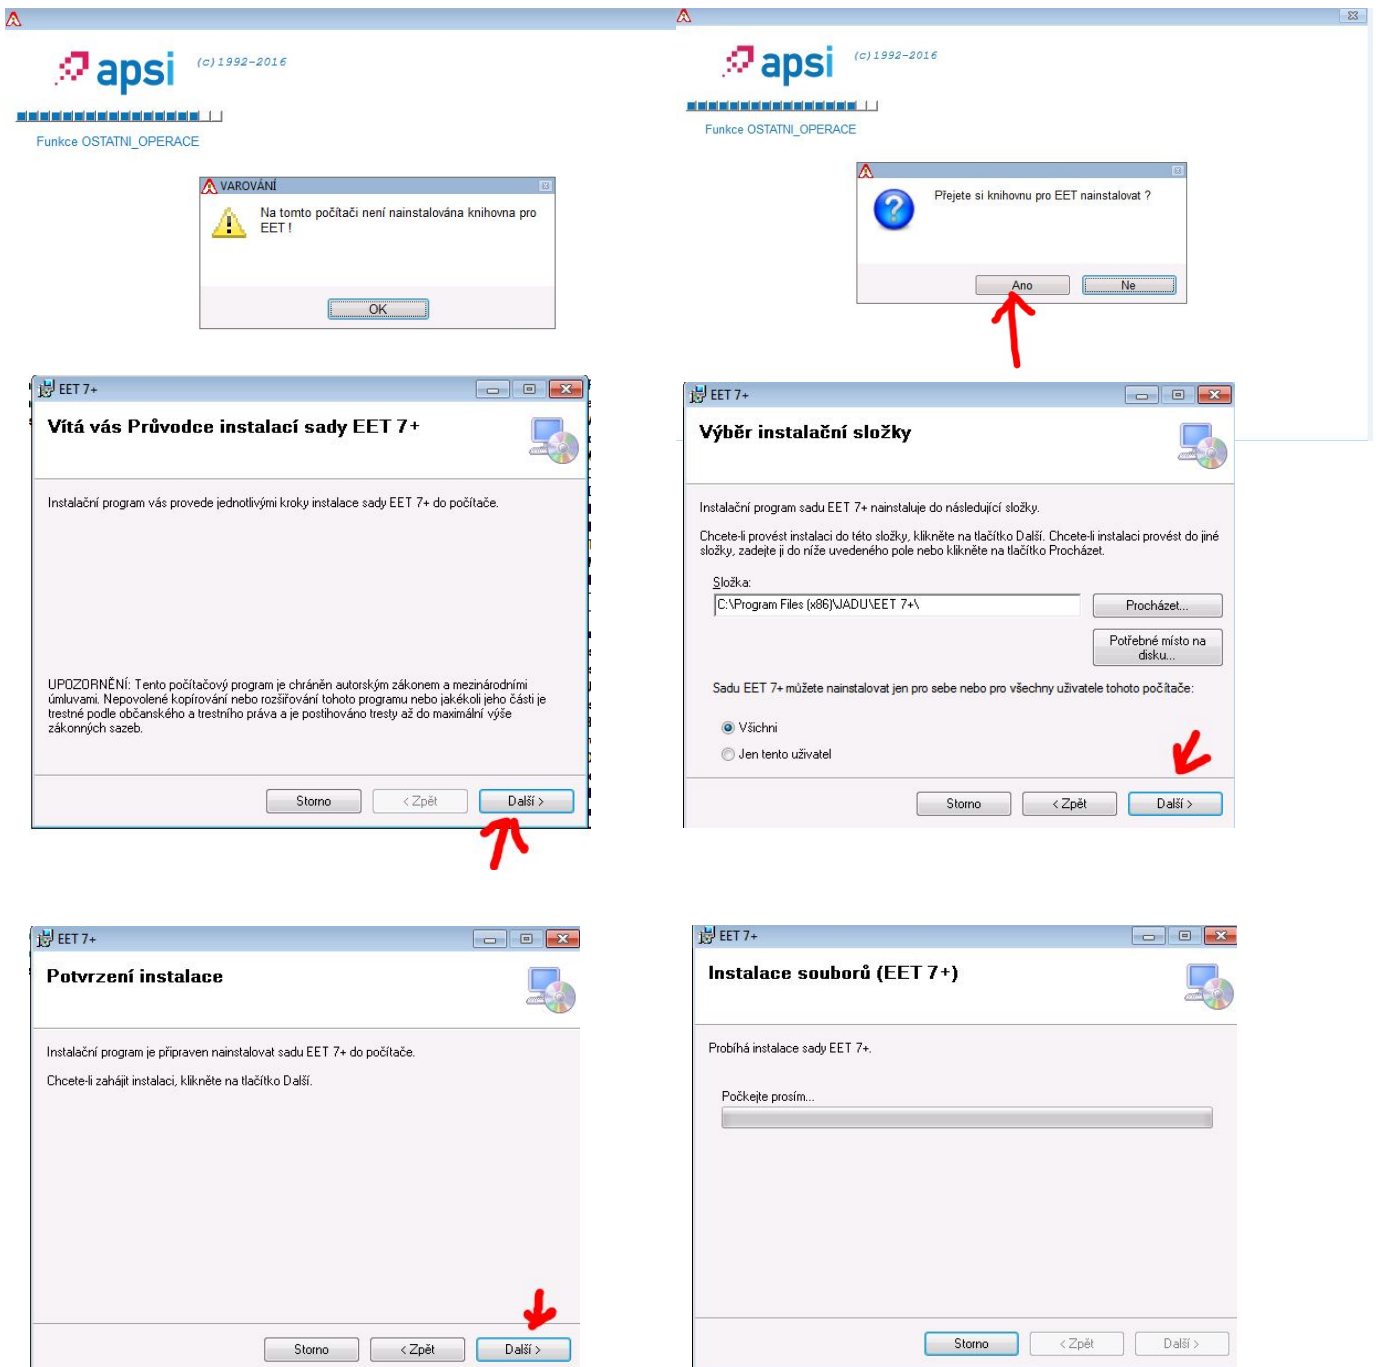 apsi (c)1992-2016
Funkce OSTATNI_OPERACE
VAROVÁNÍ
Na tomto počítači není nainstalována knihovna pro
EET !
OK
apsi (c)1992-2016
Funkce OSTATNI_OPERACE
Přejete si knihovnu pro EET nainstalovat ?
Ano Ne
EET 7+
Vítá vás Průvodce instalací sady EET 7+
Instalační program vás provede jednotlivými kroky instalace sady EET 7+ do počítače.
UPOZORNĚNÍ: Tento počítačový program je chráněn autorským zákonem a mezinárodními
úmluvami. Nepovolené kopírování nebo rozšiřování tohoto programu nebo jakékoli jeho části je
trestné podle občanského a trestního práva a je postihováno tresty až do maximální výše
zákonných sazeb.
Storno < Zpět Další >
EET 7+
Výběr instalační složky
Instalační program sadu EET 7+ nainstaluje do následující složky.
Chcete-li provést instalaci do této složky, klikněte na tlačítko Další. Chcete-li instalaci provést do jiné
složky, zadejte ji do níže uvedeného pole nebo klikněte na tlačítko Procházet.
Složka:
C:\Program Files (x86)\JADU\EET 7+\
Procházet...
Potřebné místo na
disku...
Sadu EET 7+ můžete nainstalovat jen pro sebe nebo pro všechny uživatele tohoto počítače:
Všichni
Jen tento uživatel
Storno < Zpět Další >
EET 7+
Potvrzení instalace
Instalační program je připraven nainstalovat sadu EET 7+ do počítače.
Chcete-li zahájit instalaci, klikněte na tlačítko Další.
Storno < Zpět Další >
EET 7+
Instalace souborů (EET 7+)
Probíhá instalace sady EET 7+.
Počkejte prosím...
Storno < Zpět Další >